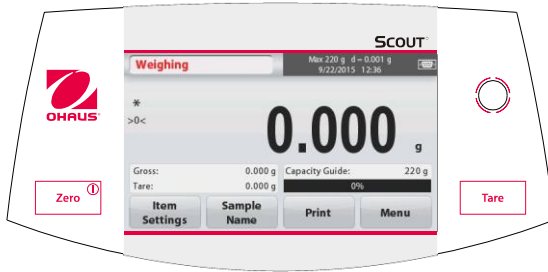 SCOUT
Weighing
Max 220 g d=0.001 g
9/22/2015 12:36
OHAUS
*
>0<
0.000 g
Gross: 0.000 g
Tare: 0.000 g
Capacity Guide: 220 g
0%
Zero
Tare
Item Settings
Sample Name
Print
Menu